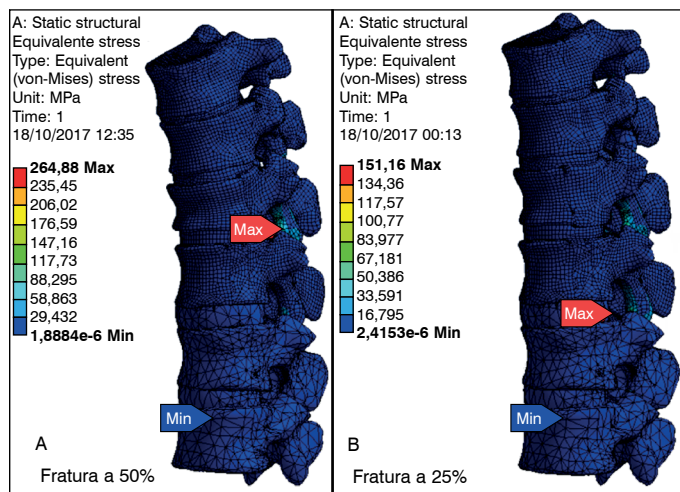 A: Static structural
Equivalente stress
Type: Equivalent
(von-Mises) stress
Unit: MPa
Time: 1
18/10/2017 12:35
264,88 Max
235,45
206,02
176,59
147,16
117,73
88,295
58,863
29,432
1,8884e-6 Min
Max
Min
A
Fratura a 50%
A: Static structural
Equivalente stress
Type: Equivalent
(von-Mises) stress
Unit: MPa
Time: 1
18/10/2017 00:13
151,16 Max
134,36
117,57
100,77
83,977
67,181
50,386
33,591
16,795
2,4153e-6 Min
Max
Min
B
Fratura a 25%